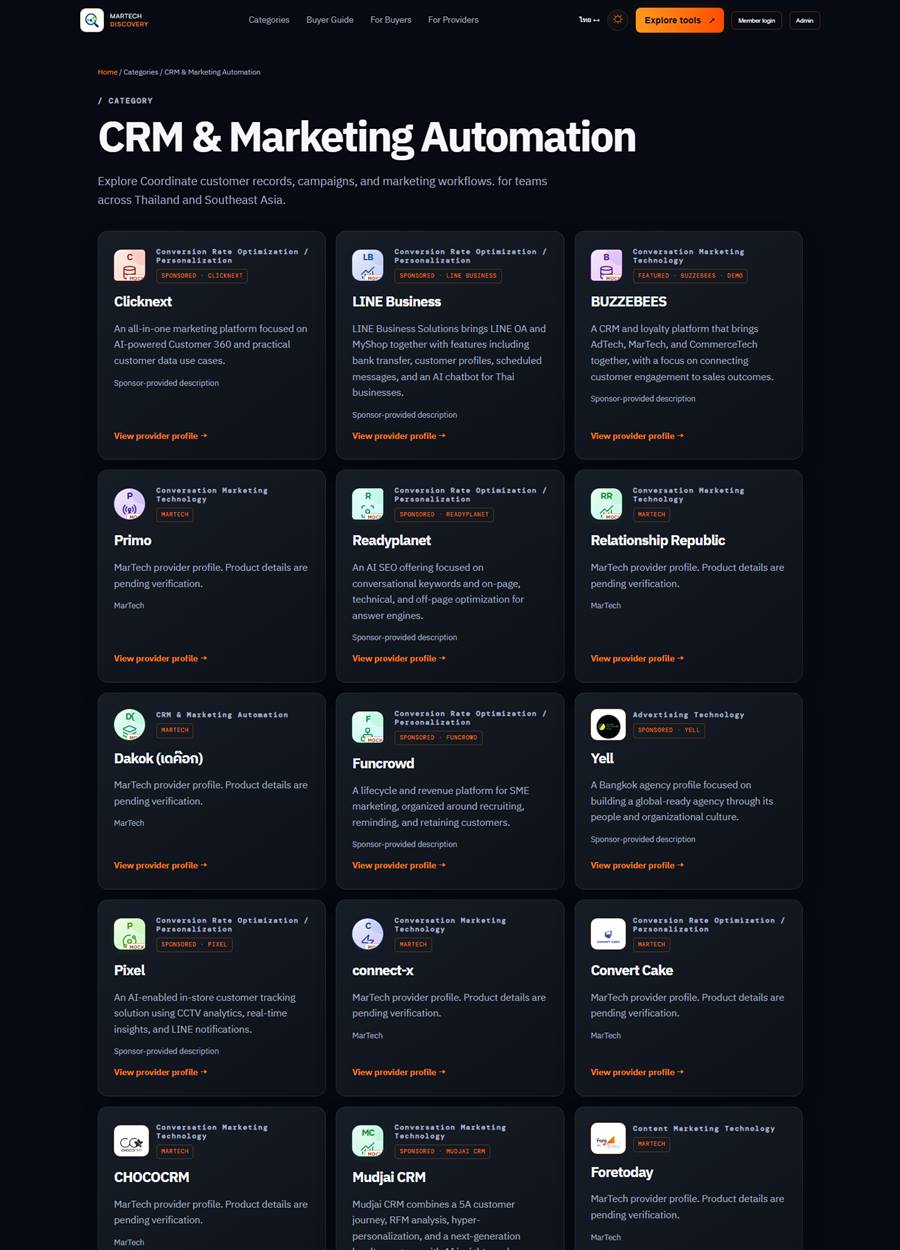 MARTECH
DISCOVERY
Categories
Buyer Guide
For Buyers
For Providers
ไทย ↔
Explore tools ↗
Member login
Admin
Home / Categories / CRM & Marketing Automation
/ CATEGORY
CRM & Marketing Automation
Explore Coordinate customer records, campaigns, and marketing workflows. for teams
across Thailand and Southeast Asia.
C
Conversion Rate Optimization /
Personalization
SPONSORED · CLICKNEXT
Clicknext
An all-in-one marketing platform focused on
AI-powered Customer 360 and practical
customer data use cases.
Sponsor-provided description
View provider profile →
LB
Conversion Rate Optimization /
Personalization
SPONSORED · LINE BUSINESS
LINE Business
LINE Business Solutions brings LINE OA and
MyShop together with features including
bank transfer, customer profiles, scheduled
messages, and an AI chatbot for Thai
businesses.
Sponsor-provided description
View provider profile →
B
Conversation Marketing
Technology
FEATURED · BUZZEBEES · DEMO
BUZZEBEES
A CRM and loyalty platform that brings
AdTech, MarTech, and CommerceTech
together, with a focus on connecting
customer engagement to sales outcomes.
Sponsor-provided description
View provider profile →
P
Conversation Marketing
Technology
MARTECH
Primo
MarTech provider profile. Product details are
pending verification.
MarTech
View provider profile →
R
Conversion Rate Optimization /
Personalization
SPONSORED · READYPLANET
Readyplanet
An AI SEO offering focused on
conversational keywords and on-page,
technical, and off-page optimization for
answer engines.
Sponsor-provided description
View provider profile →
RR
Conversation Marketing
Technology
MARTECH
Relationship Republic
MarTech provider profile. Product details are
pending verification.
MarTech
View provider profile →
D(
CRM & Marketing Automation
MARTECH
Dakok (เดค๊อก)
MarTech provider profile. Product details are
pending verification.
MarTech
View provider profile →
F
Conversion Rate Optimization /
Personalization
SPONSORED · FUNCROWD
Funcrowd
A lifecycle and revenue platform for SME
marketing, organized around recruiting,
reminding, and retaining customers.
Sponsor-provided description
View provider profile →
Advertising Technology
SPONSORED · YELL
Yell
A Bangkok agency profile focused on
building a global-ready agency through its
people and organizational culture.
Sponsor-provided description
View provider profile →
P
Conversion Rate Optimization /
Personalization
SPONSORED · PIXEL
Pixel
An AI-enabled in-store customer tracking
solution using CCTV analytics, real-time
insights, and LINE notifications.
Sponsor-provided description
View provider profile →
C
Conversation Marketing
Technology
MARTECH
connect-x
MarTech provider profile. Product details are
pending verification.
MarTech
View provider profile →
CONVERT CAKE
Conversion Rate Optimization /
Personalization
MARTECH
Convert Cake
MarTech provider profile. Product details are
pending verification.
MarTech
View provider profile →
Conversation Marketing
Technology
MARTECH
CHOCOCRM
MarTech provider profile. Product details are
pending verification.
MarTech
MC
Conversation Marketing
Technology
SPONSORED · MUDJAI CRM
Mudjai CRM
Mudjai CRM combines a 5A customer
journey, RFM analysis, hyper-
personalization, and a next-generation
Content Marketing Technology
MARTECH
Foretoday
MarTech provider profile. Product details are
pending verification.
MarTech